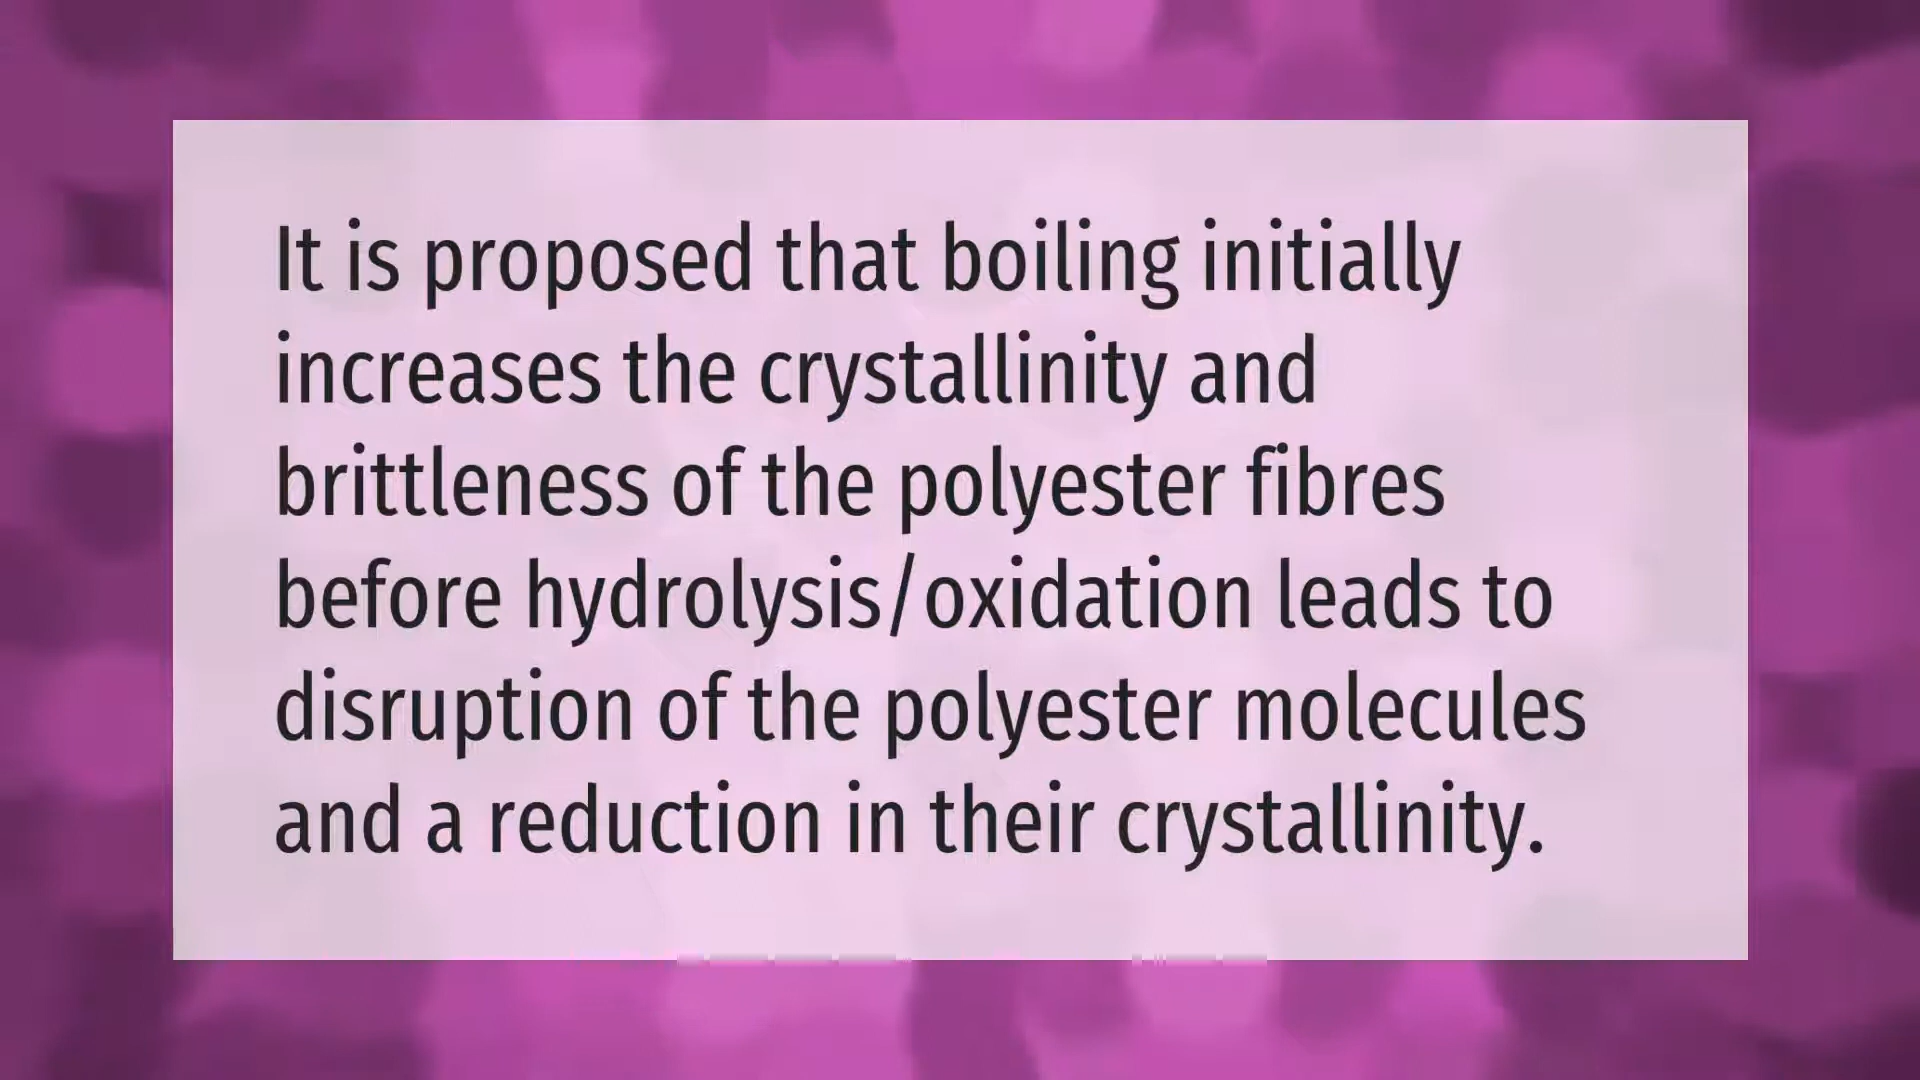 It is proposed that boiling initially
increases the crystallinity and
brittleness of the polyester fibres
before hydrolysis/oxidation leads to
disruption of the polyester molecules
and a reduction in their crystallinity.